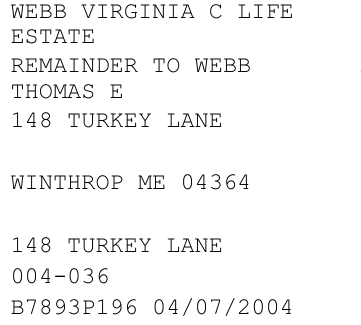 WEBB VIRGINIA C LIFE
ESTATE
REMAINDER TO WEBB
THOMAS E
148 TURKEY LANE
WINTHROP ME 04364
148 TURKEY LANE
004-036
B7893P196 04/07/2004